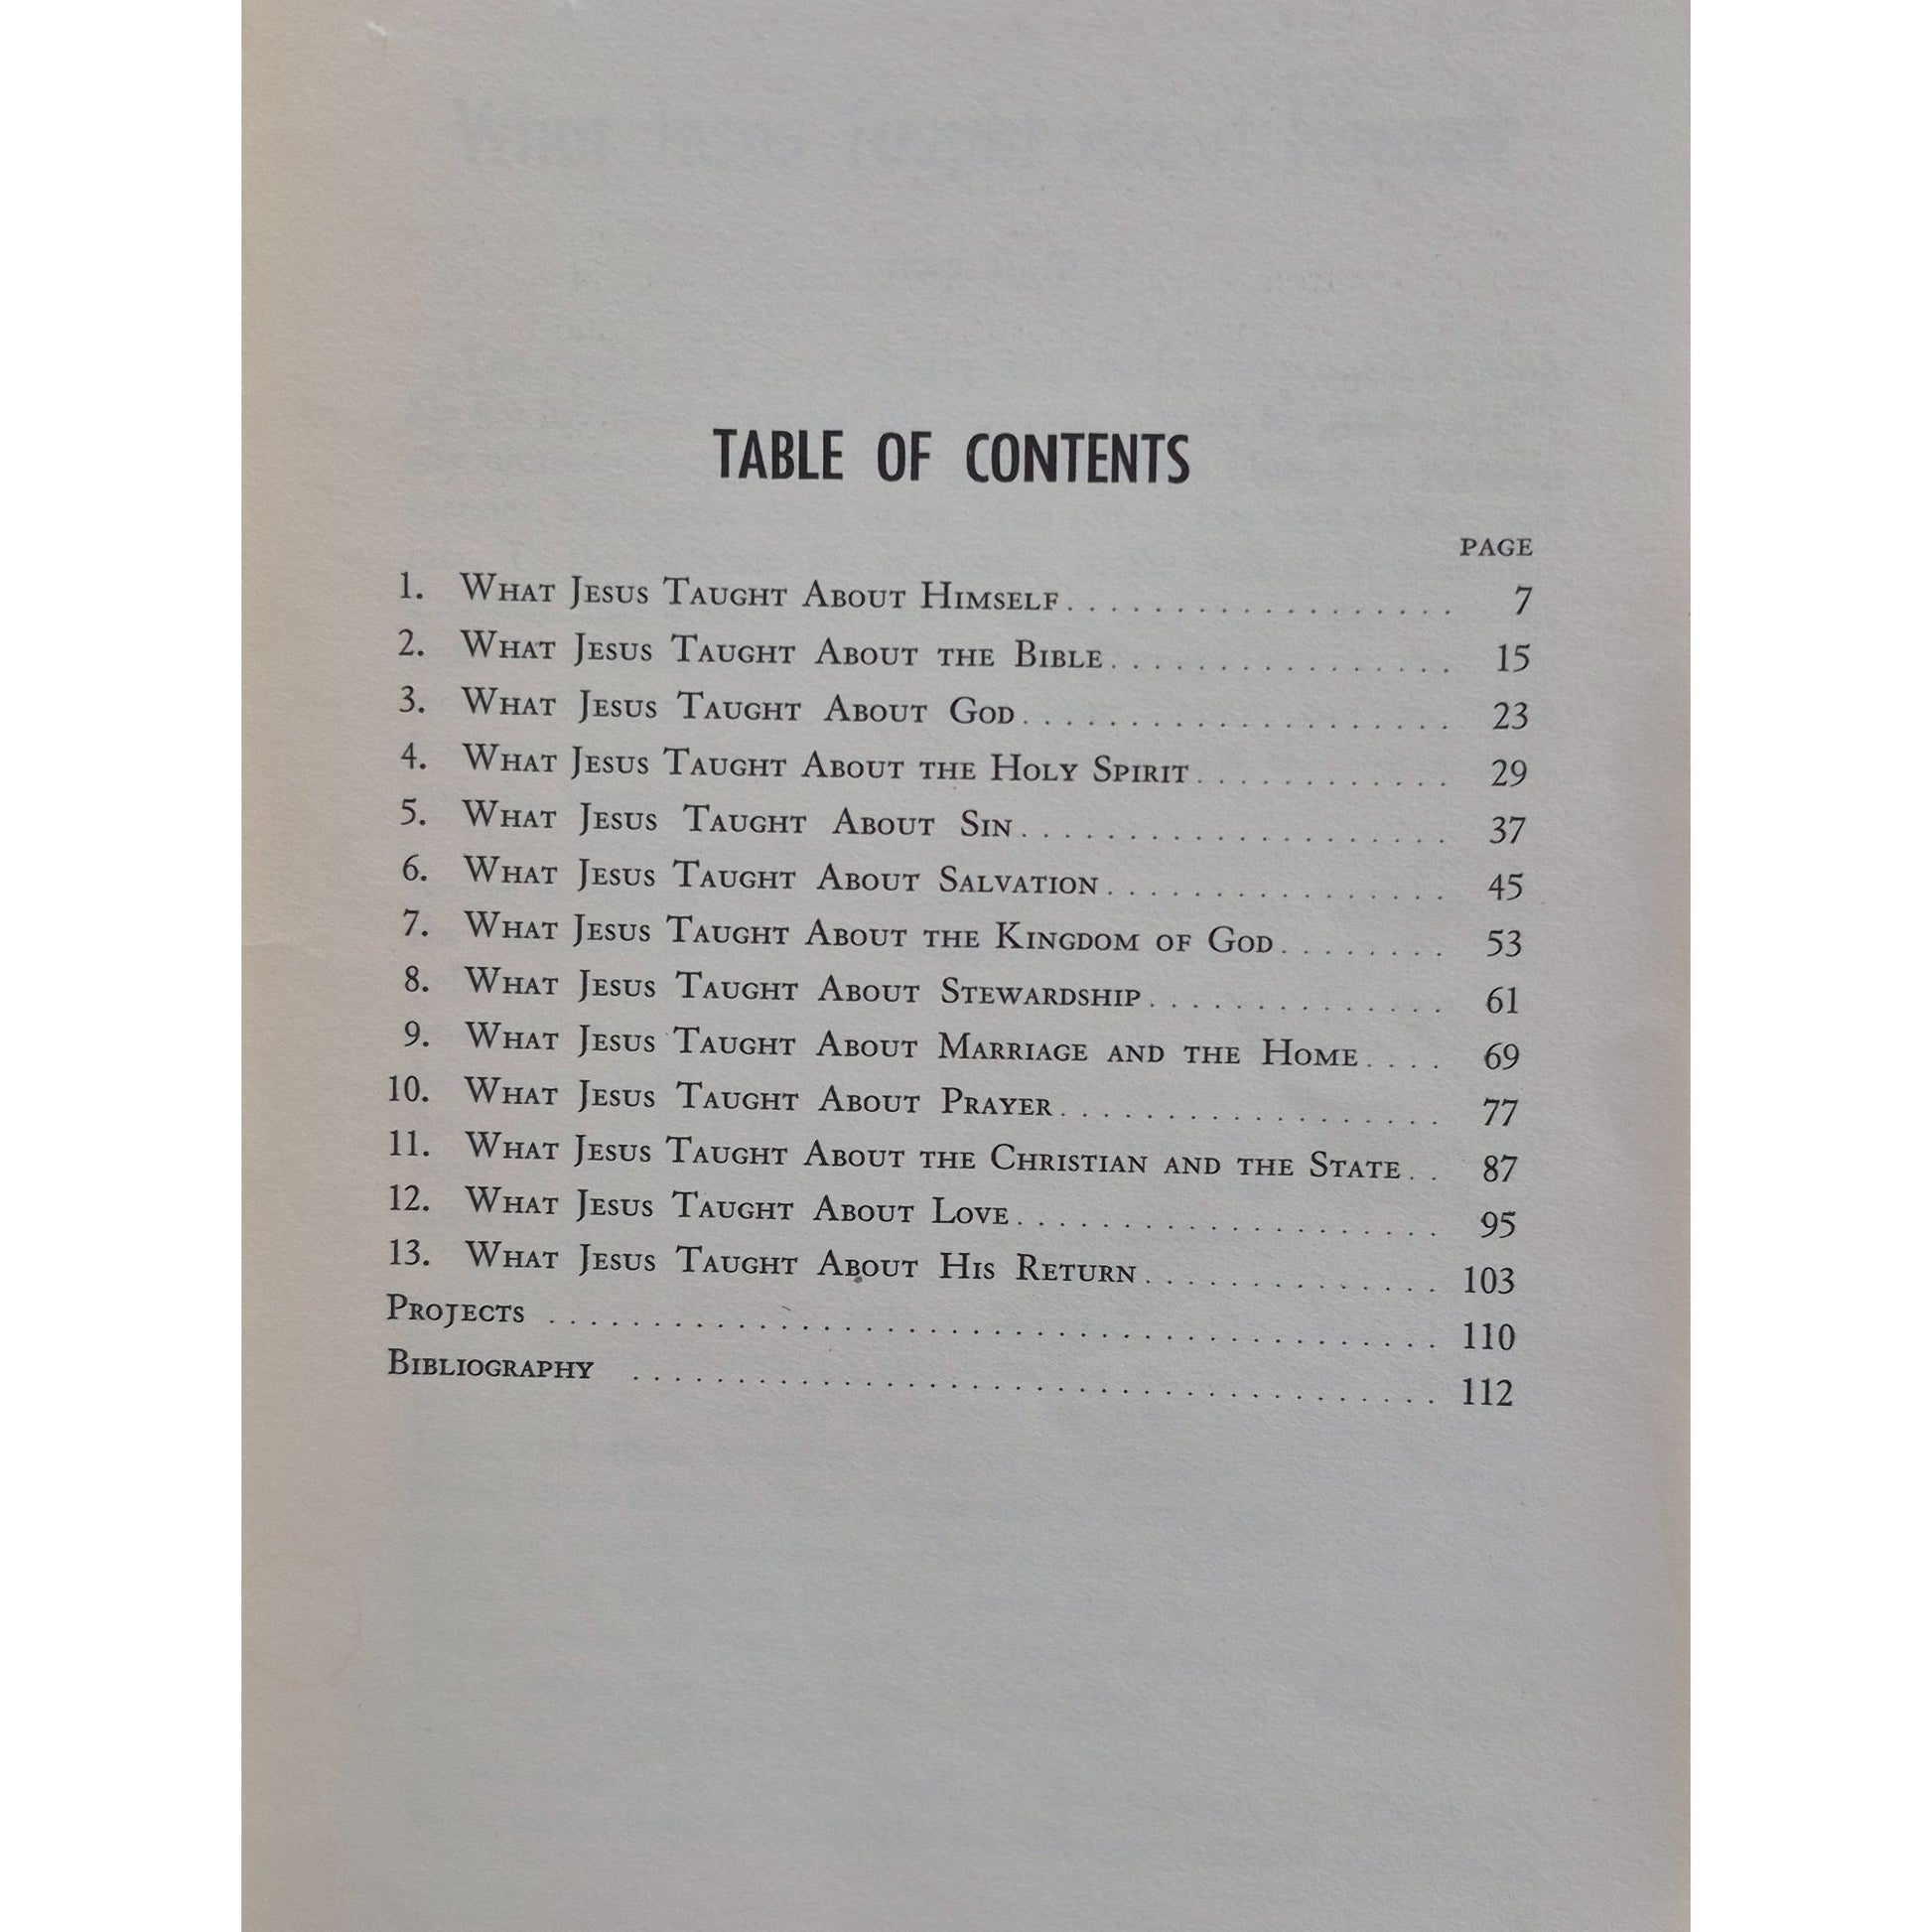 TABLE OF CONTENTS
PAGE
1. What Jesus Taught About Himself. . . . . . . . . . . . . . . . . . 7
2. What Jesus Taught About the Bible. . . . . . . . . . . . . . . . 15
3. What Jesus Taught About God. . . . . . . . . . . . . . . . . . . . 23
4. What Jesus Taught About the Holy Spirit. . . . . . . . . . . . 29
5. What Jesus Taught About Sin. . . . . . . . . . . . . . . . . . . . 37
6. What Jesus Taught About Salvation. . . . . . . . . . . . . . . . 45
7. What Jesus Taught About the Kingdom of God. . . . . . . . 53
8. What Jesus Taught About Stewardship. . . . . . . . . . . . . . 61
9. What Jesus Taught About Marriage and the Home. . . . 69
10. What Jesus Taught About Prayer. . . . . . . . . . . . . . . . . . 77
11. What Jesus Taught About the Christian and the State. . 87
12. What Jesus Taught About Love. . . . . . . . . . . . . . . . . . . . 95
13. What Jesus Taught About His Return. . . . . . . . . . . . . . 103
Projects . . . . . . . . . . . . . . . . . . . . . . . . . . . . . . . . . . . . . . . . . . 110
Bibliography . . . . . . . . . . . . . . . . . . . . . . . . . . . . . . . . . . . . . . 112